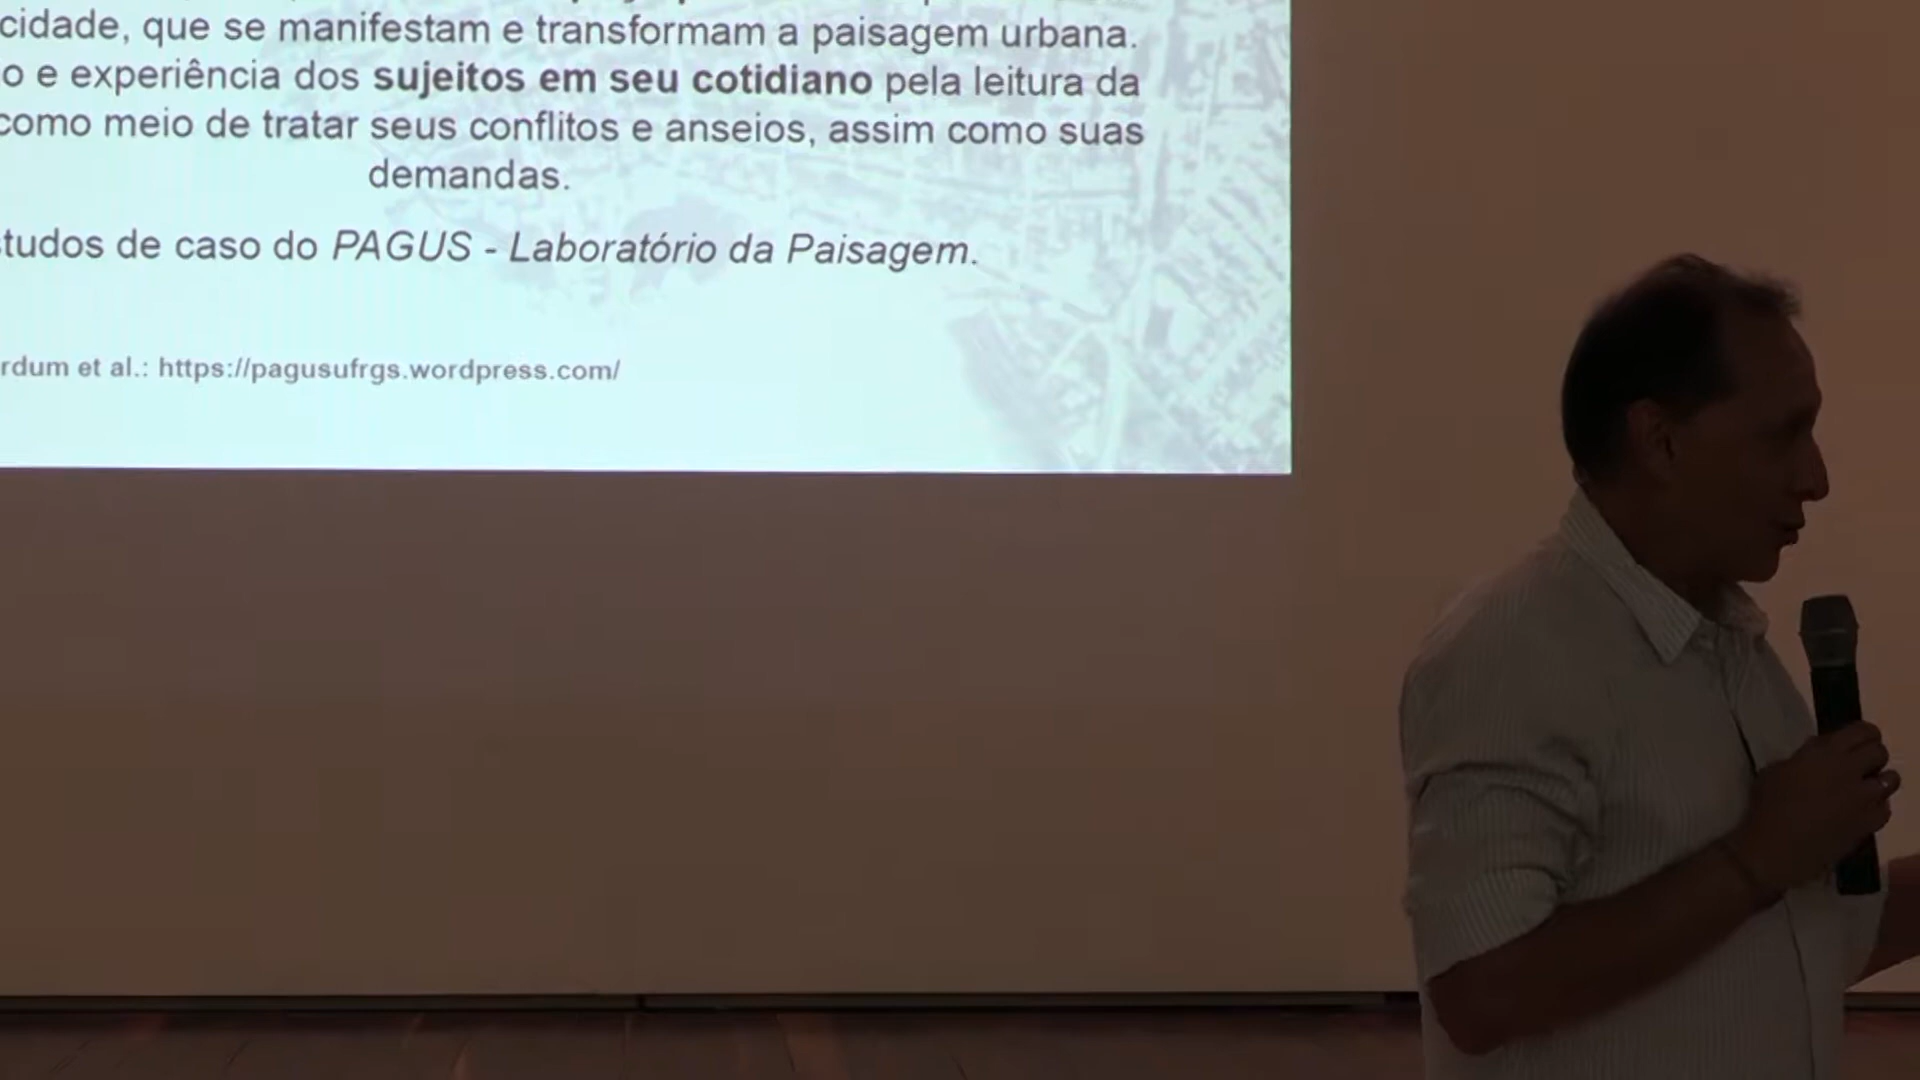 cidade, que se manifestam e transformam a paisagem urbana.
o e experiência dos sujeitos em seu cotidiano pela leitura da
como meio de tratar seus conflitos e anseios, assim como suas
demandas.
tudos de caso do PAGUS - Laboratório da Paisagem.
rdum et al.: https://pagusufrgs.wordpress.com/